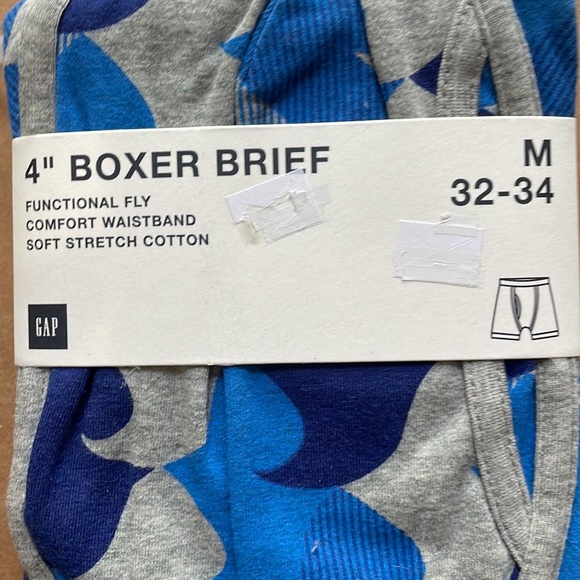 4" BOXER BRIEF
FUNCTIONAL FLY
COMFORT WAISTBAND
SOFT STRETCH COTTON
GAP
M
32-34